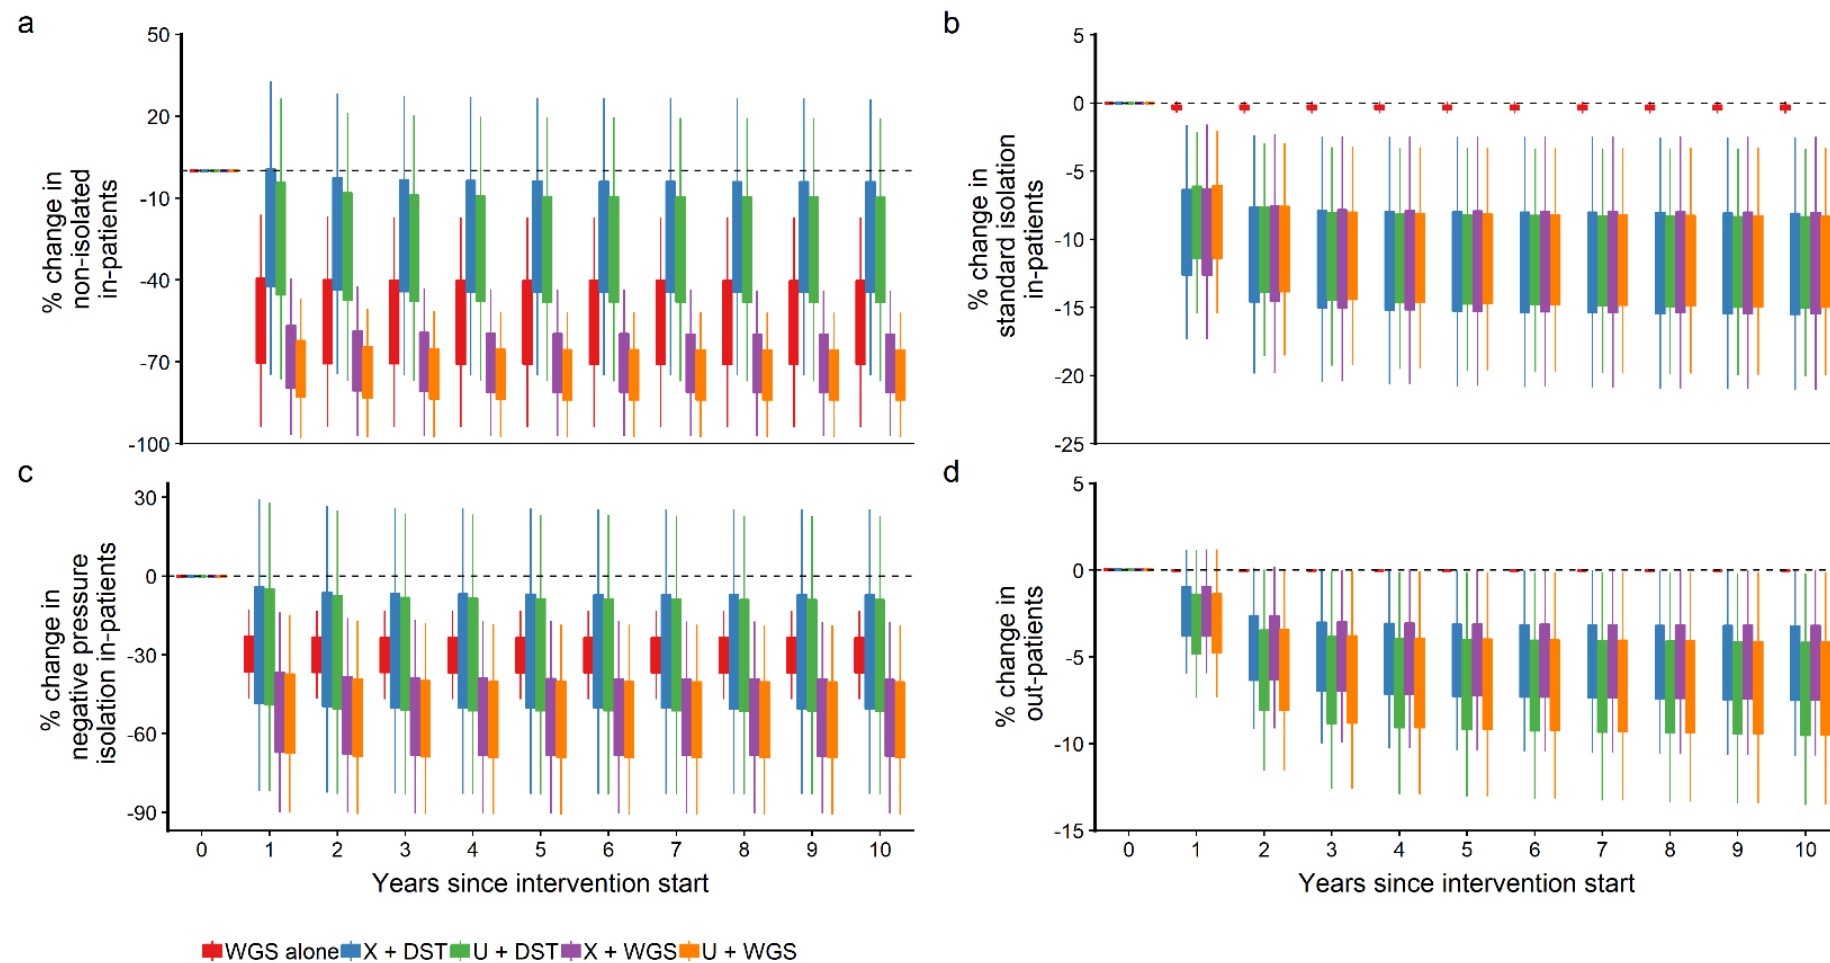 a
50
20
-10
-40
-70
-100
% change in
non-isolated
in-patients
b
5
0
-5
-10
-15
-20
-25
% change in
standard isolation
in-patients
c
30
0
-30
-60
-90
% change in
negative pressure
isolation in-patients
0 1 2 3 4 5 6 7 8 9 10
Years since intervention start
d
5
0
-5
-10
-15
% change in
out-patients
0 1 2 3 4 5 6 7 8 9 10
Years since intervention start
WGS alone X + DST U + DST X + WGS U + WGS